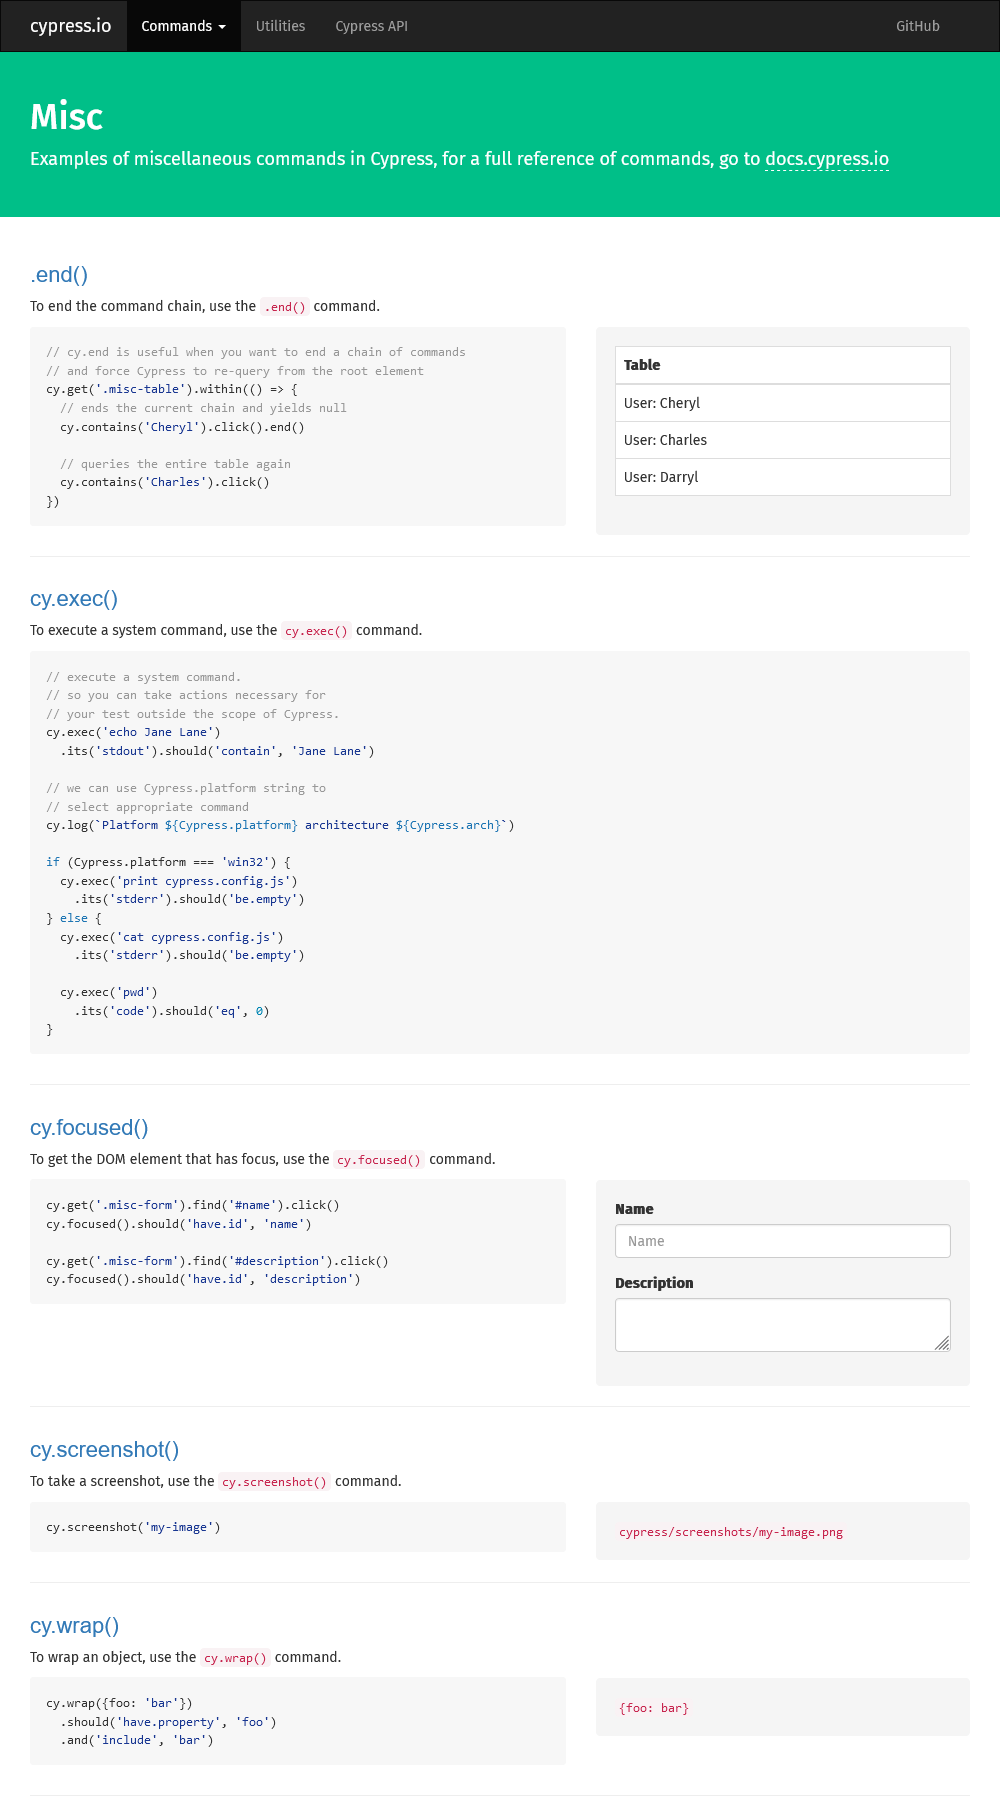 cypress.io Commands Utilities Cypress API GitHub
Misc
Examples of miscellaneous commands in Cypress, for a full reference of commands, go to docs.cypress.io
.end()
To end the command chain, use the .end() command.
// cy.end is useful when you want to end a chain of commands
// and force Cypress to re-query from the root element
cy.get('.misc-table').within(() => {
  // ends the current chain and yields null
  cy.contains('Cheryl').click().end()

  // queries the entire table again
  cy.contains('Charles').click()
})
Table
User: Cheryl
User: Charles
User: Darryl
cy.exec()
To execute a system command, use the cy.exec() command.
// execute a system command.
// so you can take actions necessary for
// your test outside the scope of Cypress.
cy.exec('echo Jane Lane')
  .its('stdout').should('contain', 'Jane Lane')

// we can use Cypress.platform string to
// select appropriate command
cy.log(`Platform ${Cypress.platform} architecture ${Cypress.arch}`)

if (Cypress.platform === 'win32') {
  cy.exec('print cypress.config.js')
    .its('stderr').should('be.empty')
} else {
  cy.exec('cat cypress.config.js')
    .its('stderr').should('be.empty')

  cy.exec('pwd')
    .its('code').should('eq', 0)
}
cy.focused()
To get the DOM element that has focus, use the cy.focused() command.
cy.get('.misc-form').find('#name').click()
cy.focused().should('have.id', 'name')

cy.get('.misc-form').find('#description').click()
cy.focused().should('have.id', 'description')
Name
Name
Description
cy.screenshot()
To take a screenshot, use the cy.screenshot() command.
cy.screenshot('my-image')
cypress/screenshots/my-image.png
cy.wrap()
To wrap an object, use the cy.wrap() command.
cy.wrap({foo: 'bar'})
  .should('have.property', 'foo')
  .and('include', 'bar')
{foo: bar}